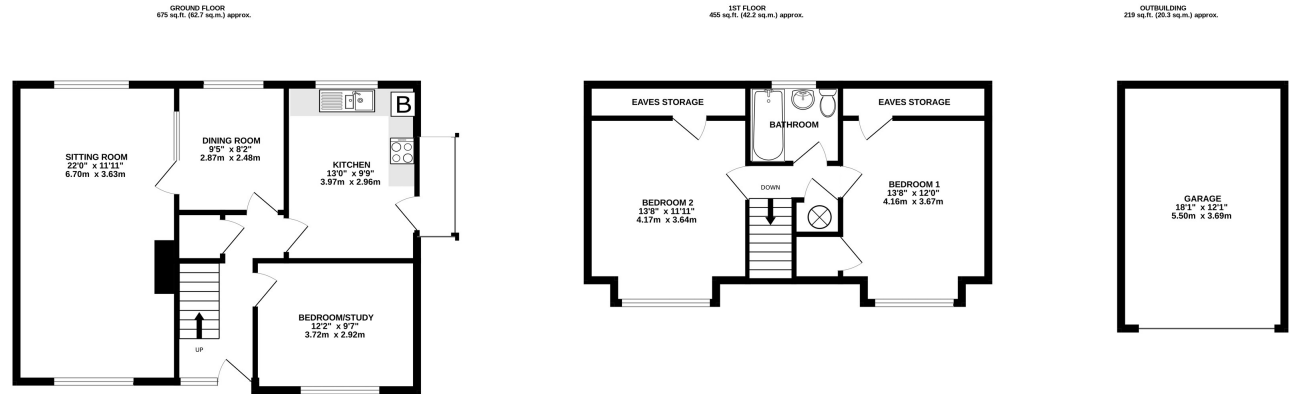 GROUND FLOOR
675 sq.ft. (62.7 sq.m.) approx.
SITTING ROOM
22'0" x 11'11"
6.70m x 3.63m
DINING ROOM
9'5" x 8'2"
2.87m x 2.48m
B
KITCHEN
13'0" x 9'9"
3.97m x 2.96m
BEDROOM/STUDY
12'2" x 9'7"
3.72m x 2.92m
UP
1ST FLOOR
455 sq.ft. (42.2 sq.m.) approx.
EAVES STORAGE
BATHROOM
EAVES STORAGE
BEDROOM 2
13'8" x 11'11"
4.17m x 3.64m
DOWN
BEDROOM 1
13'8" x 12'0"
4.16m x 3.67m
OUTBUILDING
219 sq.ft. (20.3 sq.m.) approx.
GARAGE
18'1" x 12'1"
5.50m x 3.69m